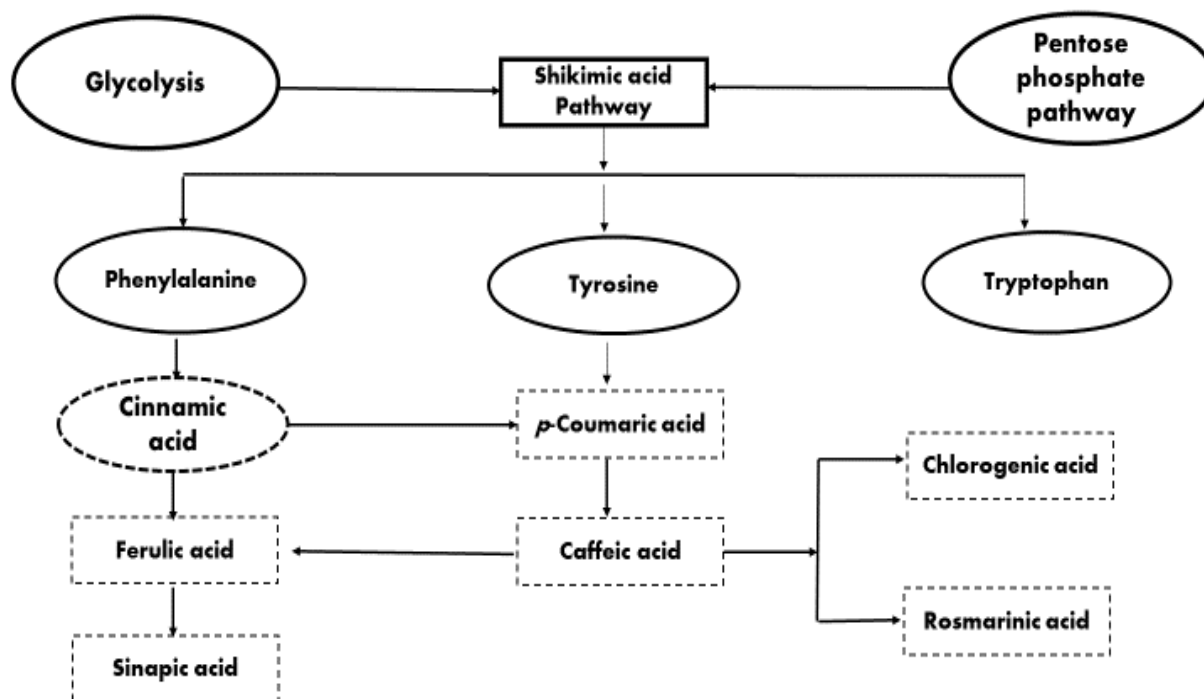 Glycolysis
Shikimic acid
Pathway
Pentose
phosphate
pathway
Phenylalanine
Tyrosine
Tryptophan
Cinnamic
acid
p-Coumaric acid
Chlorogenic acid
Ferulic acid
Caffeic acid
Rosmarinic acid
Sinapic acid